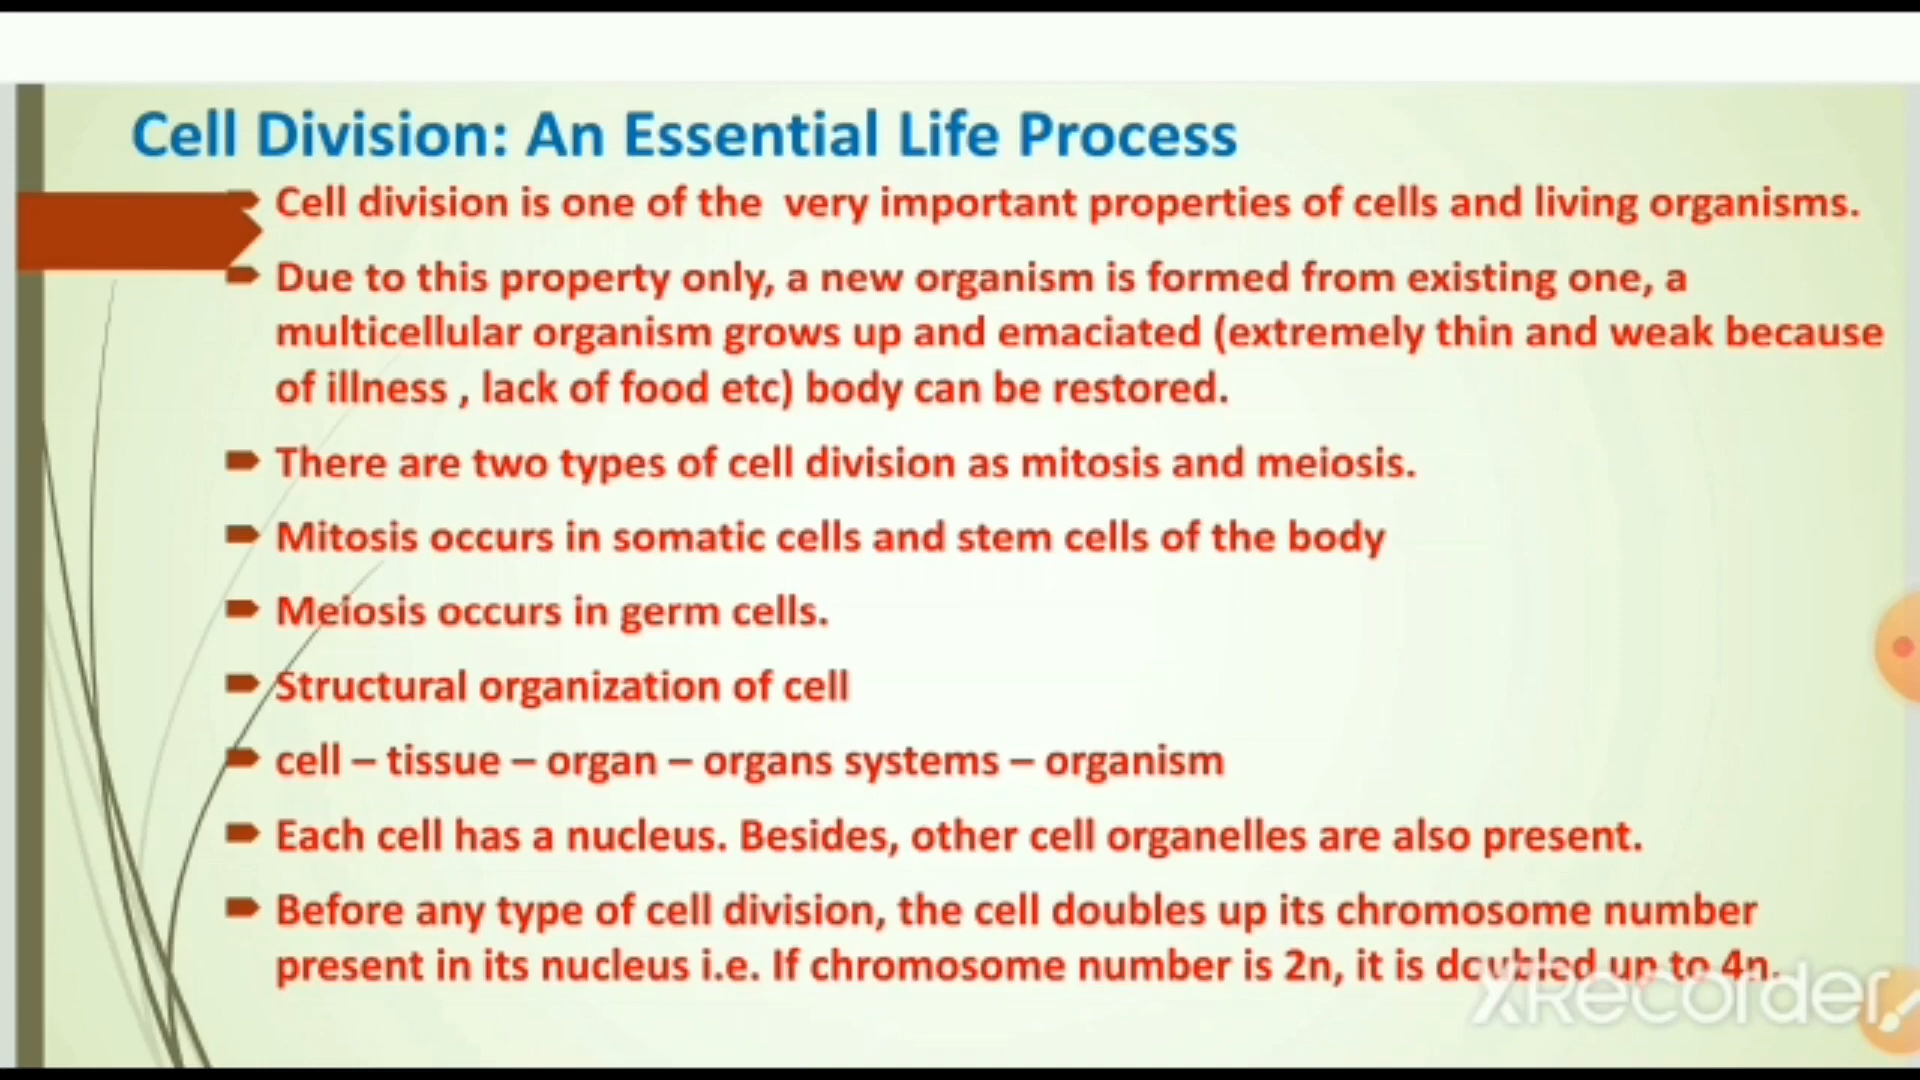 Cell Division: An Essential Life Process
Cell division is one of the very important properties of cells and living organisms.
Due to this property only, a new organism is formed from existing one, a
multicellular organism grows up and emaciated (extremely thin and weak because
of illness , lack of food etc) body can be restored.
There are two types of cell division as mitosis and meiosis.
Mitosis occurs in somatic cells and stem cells of the body
Meiosis occurs in germ cells.
Structural organization of cell
cell – tissue – organ – organs systems – organism
Each cell has a nucleus. Besides, other cell organelles are also present.
Before any type of cell division, the cell doubles up its chromosome number
present in its nucleus i.e. If chromosome number is 2n, it is doubled up to 4n.
XRecorder